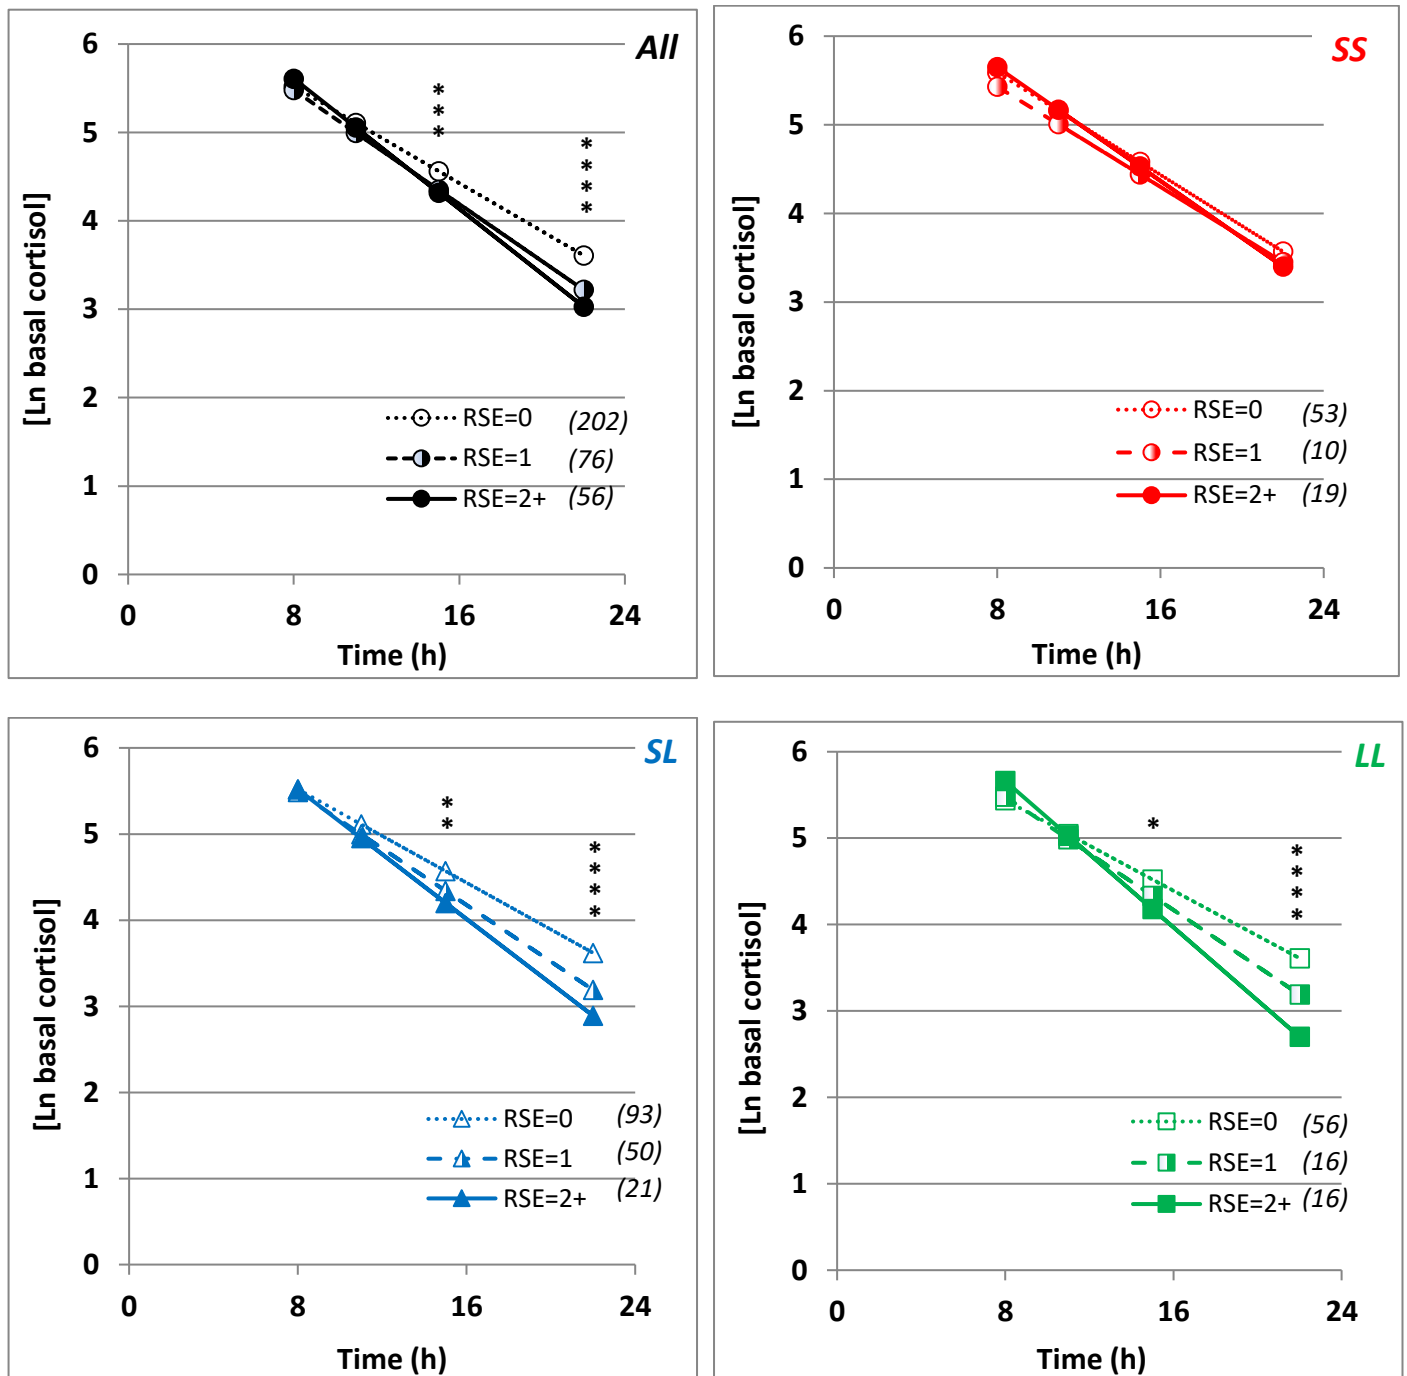 All
[Ln basal cortisol]
6
5
4
3
2
1
0
* * *
* * * *
RSE=0 (202)
RSE=1 (76)
RSE=2+ (56)
0 8 16 24
Time (h)
SS
[Ln basal cortisol]
6
5
4
3
2
1
0
RSE=0 (53)
RSE=1 (10)
RSE=2+ (19)
0 8 16 24
Time (h)
SL
[Ln basal cortisol]
6
5
4
3
2
1
0
* *
* * * *
RSE=0 (93)
RSE=1 (50)
RSE=2+ (21)
0 8 16 24
Time (h)
LL
[Ln basal cortisol]
6
5
4
3
2
1
0
*
* * * *
RSE=0 (56)
RSE=1 (16)
RSE=2+ (16)
0 8 16 24
Time (h)